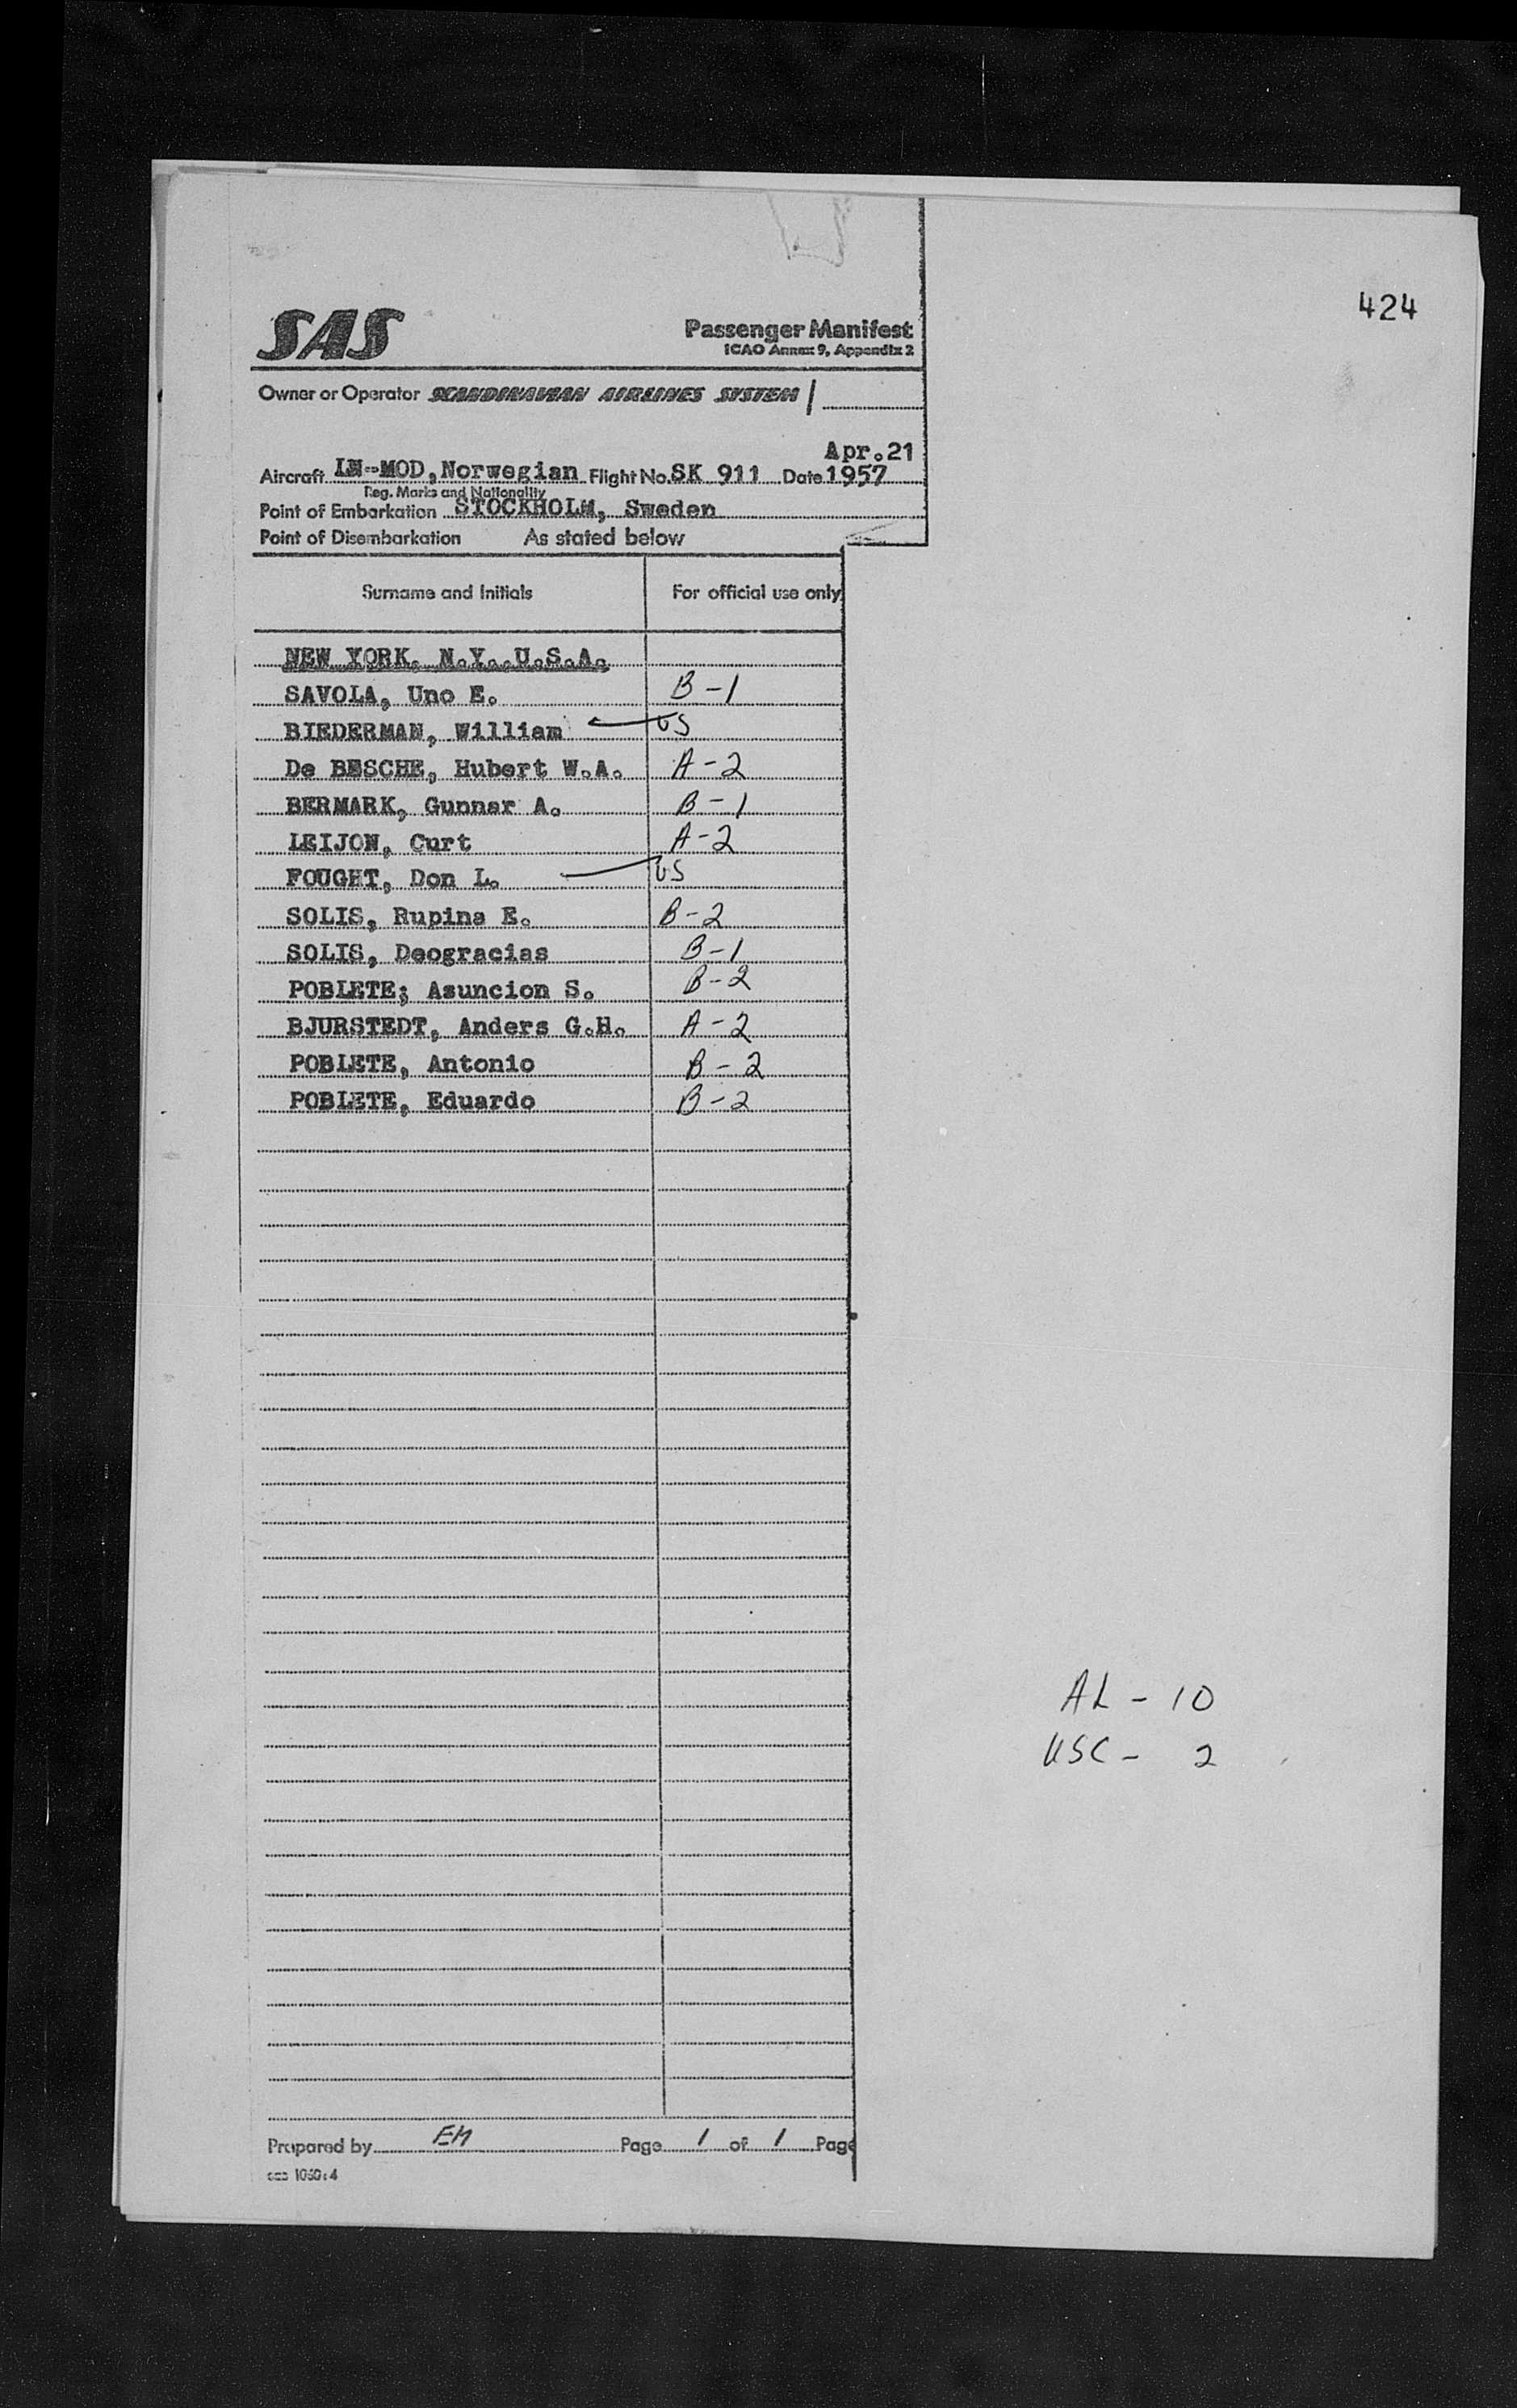 424
SAS
Passenger Manifest
ICAO Annex 9, Appendix 2
Owner or Operator SCANDINAVIAN AIRLINES SYSTEM
Apr.21
Aircraft LN-MOD, Norwegian Flight No. SK 911 Date 1957
Reg. Marks and Nationality
Point of Embarkation STOCKHOLM, Sweden
Point of Disembarkation As stated below
Surname and Initials For official use only
NEW YORK, N.Y., U.S.A.
SAVOLA, Uno E. B-1
BIEDERMAN, William US
De BESCHE, Hubert W.A. A-2
BERMARK, Gunnar A. B-1
LEIJON, Curt A-2
FOUGHT, Don L. US
SOLIS, Rupina E. B-2
SOLIS, Deogracias B-1
POBLETE; Asuncion S. B-2
BJURSTEDT, Anders G.H. A-2
POBLETE, Antonio B-2
POBLETE, Eduardo B-2
AL - 10
USC - 2
Prepared by EM Page 1 of 1 Page
sas 1060:4